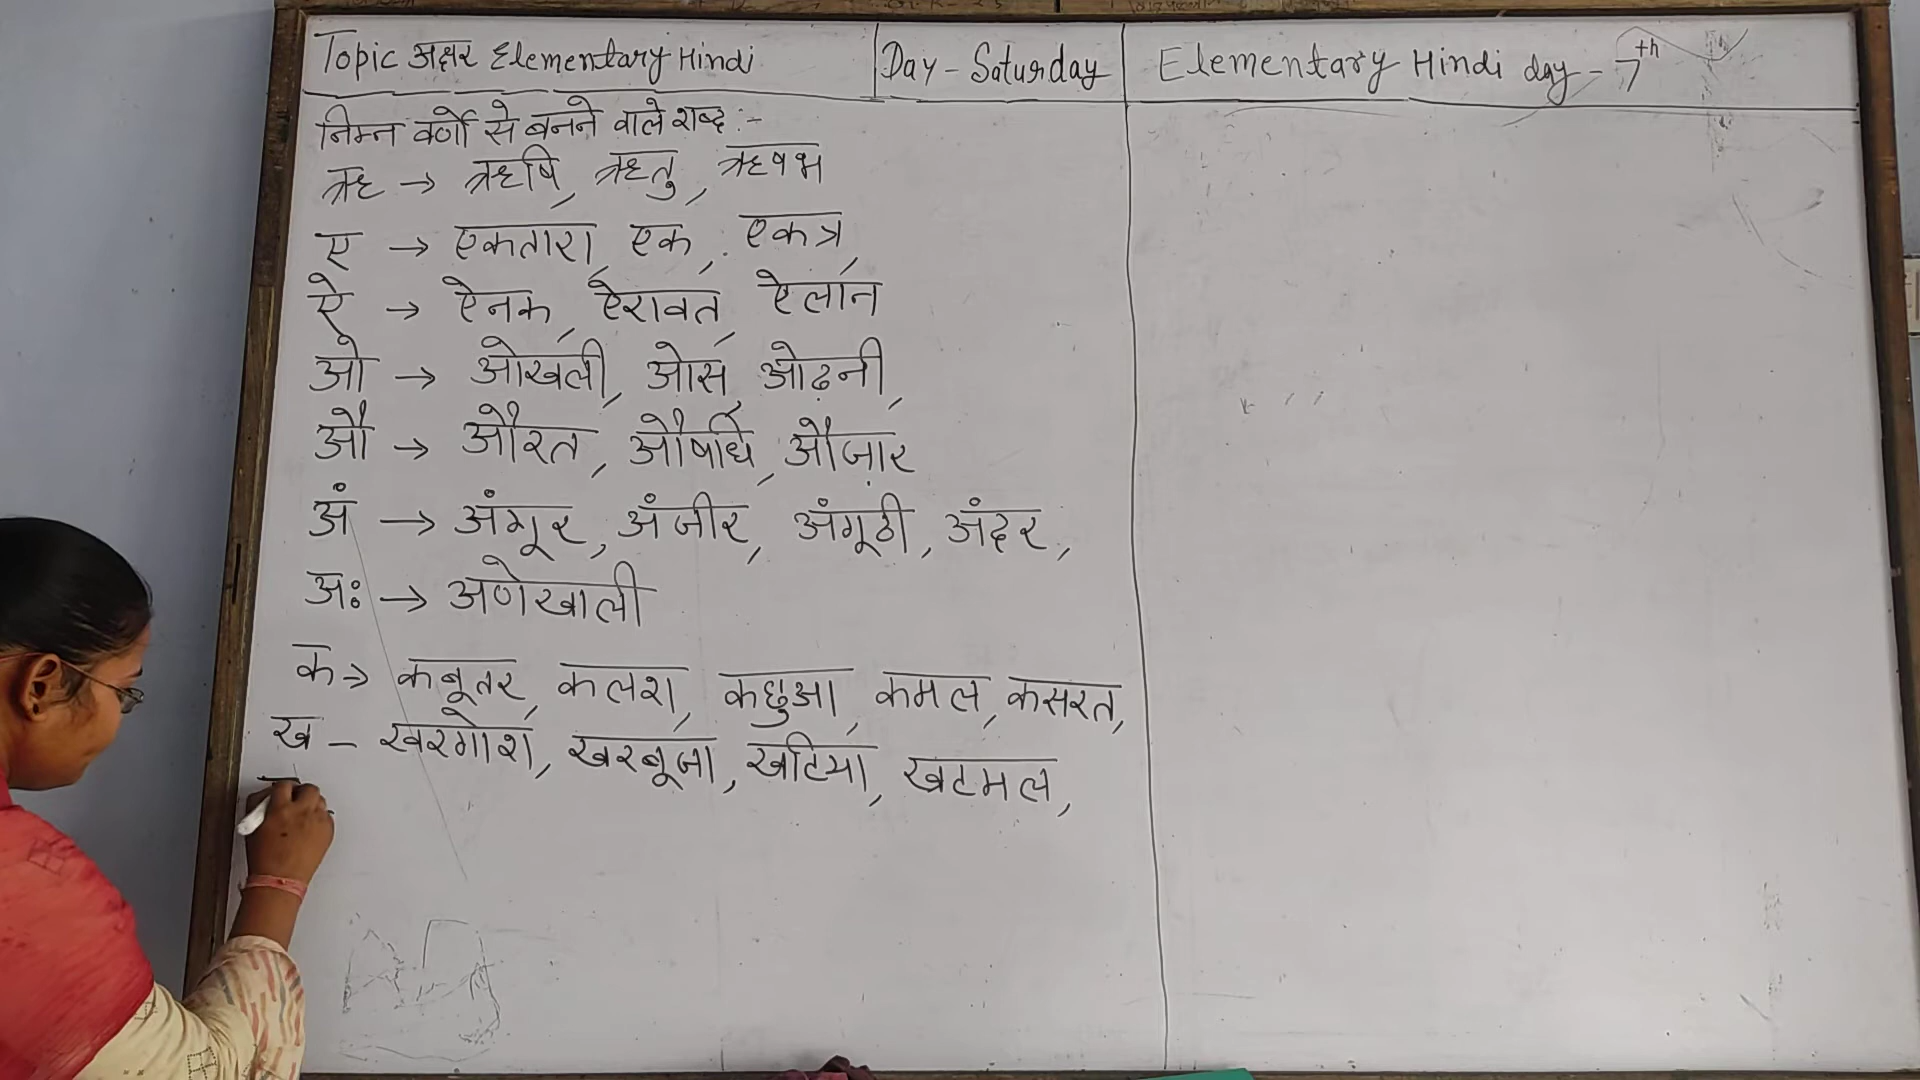 Topic अक्षर Elementary Hindi
Day - Saturday
Elementary Hindi day - 7th
निम्न वर्णों से बनने वाले शब्द :-
ऋ → ऋषि, ऋतु, ऋषभ
ए → एकतारा, एक, एकत्र,
ऐ → ऐनक, ऐरावत, ऐलान
ओ → ओखली, ओस, ओढ़नी,
औ → औरत, औषधि, औज़ार
अं → अंगूर, अंजीर, अंगूठी, अंदर,
अः → अणेखाली
क → कबूतर, कलश, कछुआ, कमल, कसरत,
ख - खरगोश, खरबूजा, खटिया, खटमल,